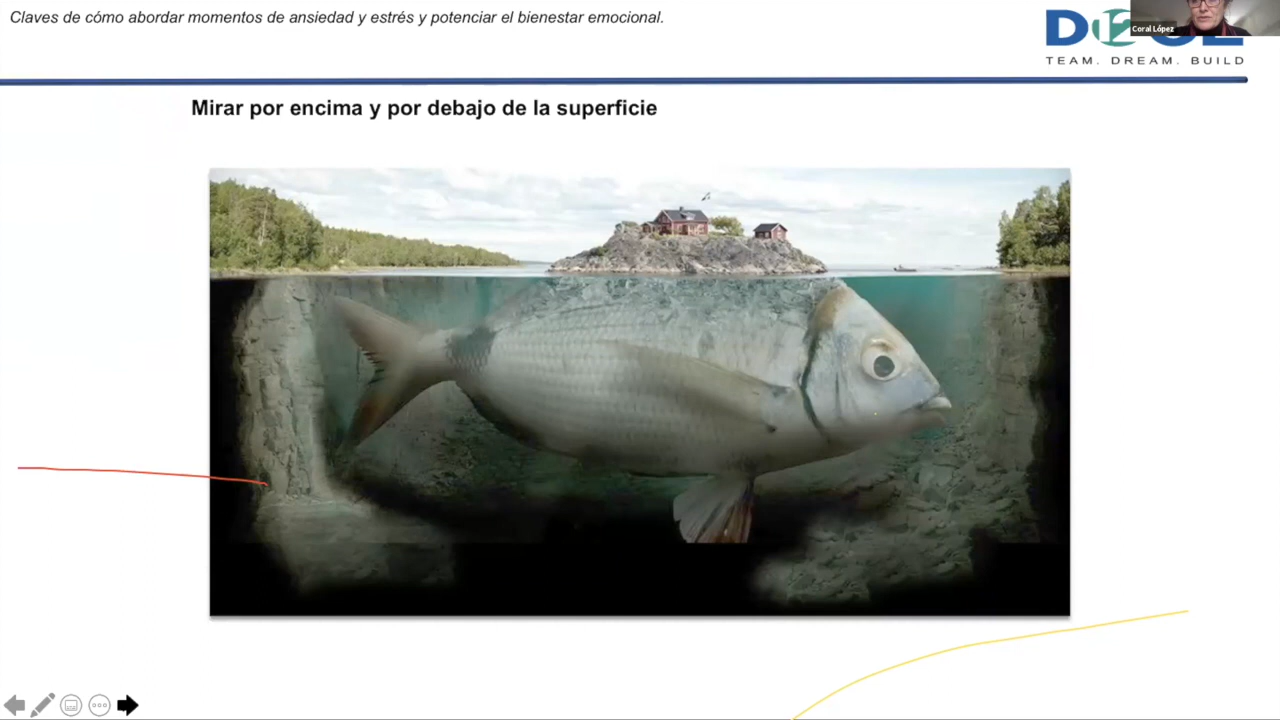 Claves de cómo abordar momentos de ansiedad y estrés y potenciar el bienestar emocional.
Coral López
TEAM. DREAM. BUILD
Mirar por encima y por debajo de la superficie